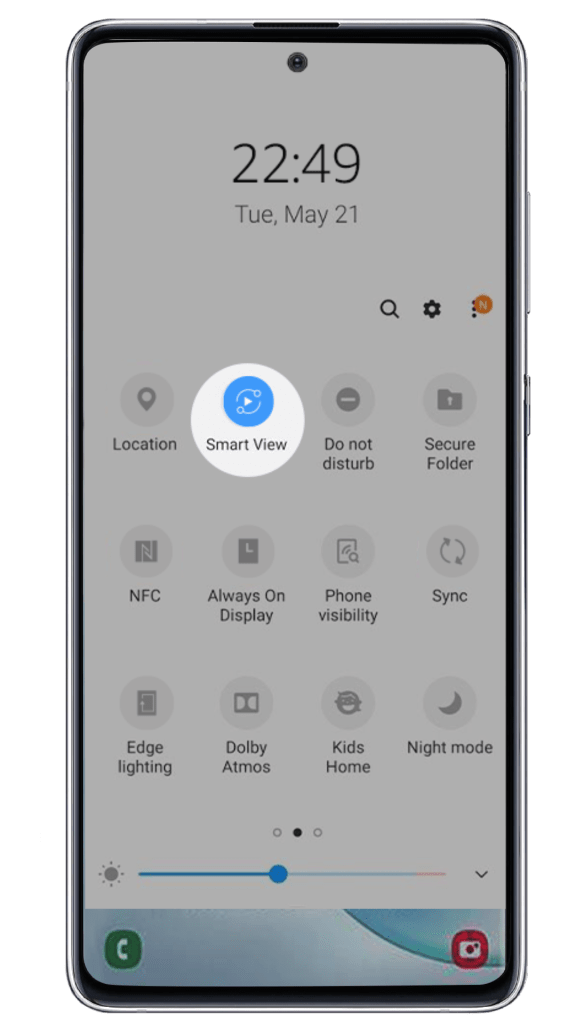 22:49
Tue, May 21
N
Location
Smart View
Do not
disturb
Secure
Folder
NFC
Always On
Display
Phone
visibility
Sync
Edge
lighting
Dolby
Atmos
Kids
Home
Night mode